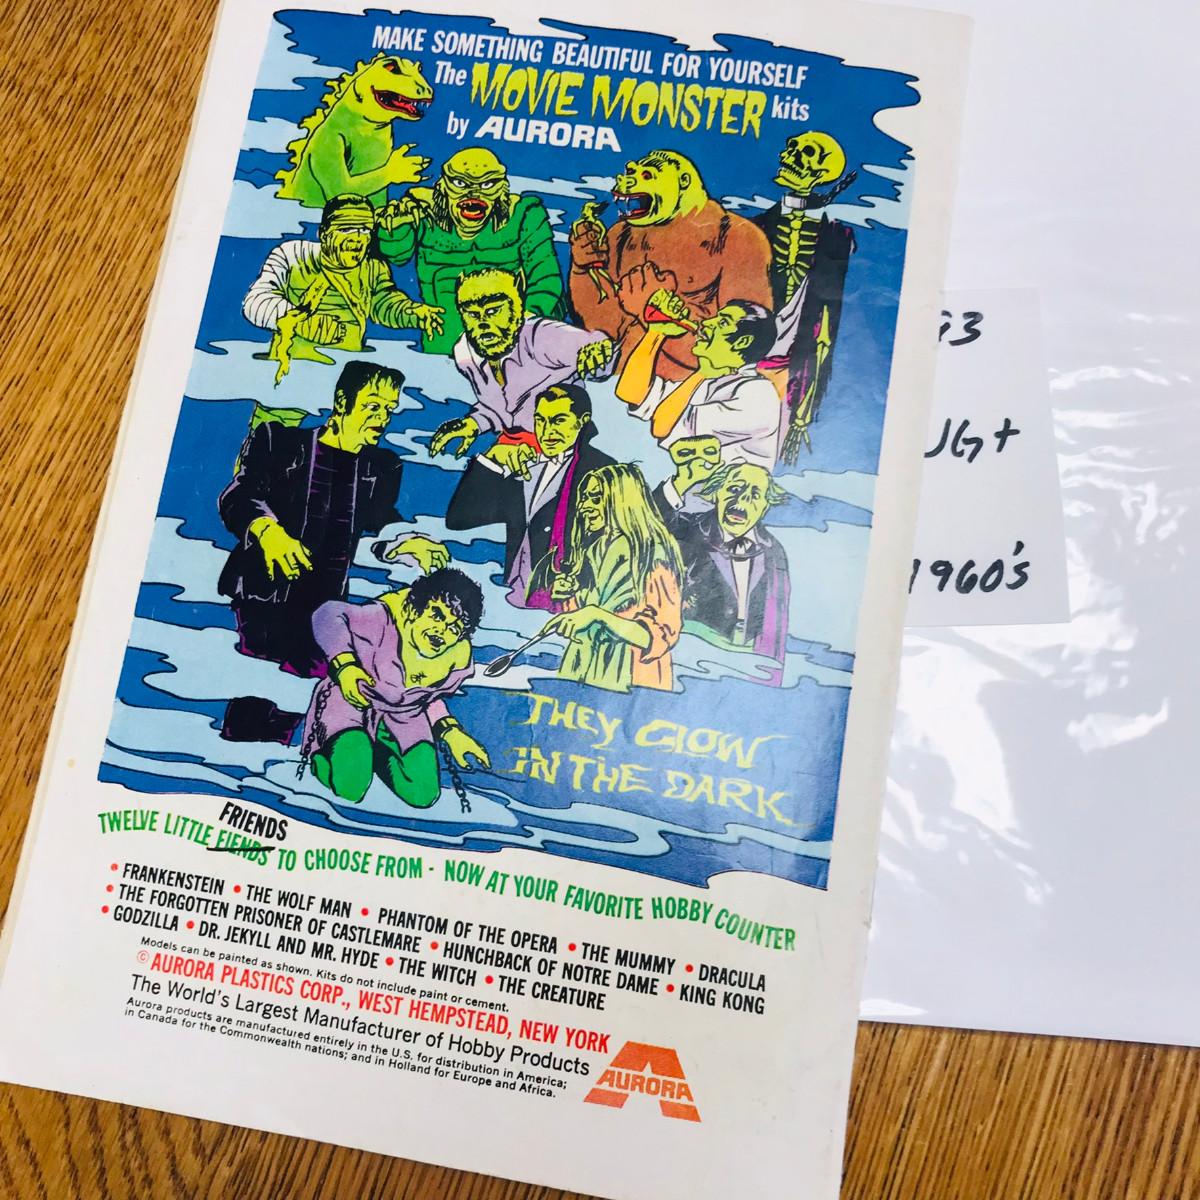 MAKE SOMETHING BEAUTIFUL FOR YOURSELF
The MOVIE MONSTER kits
by AURORA
THEY GLOW
IN THE DARK
FRIENDS
TWELVE LITTLE FIENDS TO CHOOSE FROM - NOW AT YOUR FAVORITE HOBBY COUNTER
• FRANKENSTEIN • THE WOLF MAN • PHANTOM OF THE OPERA • THE MUMMY • DRACULA
• THE FORGOTTEN PRISONER OF CASTLEMARE • HUNCHBACK OF NOTRE DAME • KING KONG
• GODZILLA • DR. JEKYLL AND MR. HYDE • THE WITCH • THE CREATURE
Models can be painted as shown. Kits do not include paint or cement.
© AURORA PLASTICS CORP., WEST HEMPSTEAD, NEW YORK
The World's Largest Manufacturer of Hobby Products
Aurora products are manufactured entirely in the U.S. for distribution in America;
in Canada for the Commonwealth nations; and in Holland for Europe and Africa.
AURORA
1960's